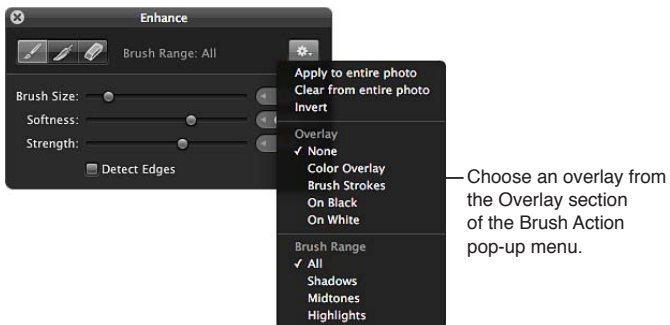 Enhance
Brush Range: All
Brush Size:
Softness:
Strength:
Detect Edges
Apply to entire photo
Clear from entire photo
Invert
Overlay
✓ None
Color Overlay
Brush Strokes
On Black
On White
Brush Range
✓ All
Shadows
Midtones
Highlights
Choose an overlay from
the Overlay section
of the Brush Action
pop-up menu.